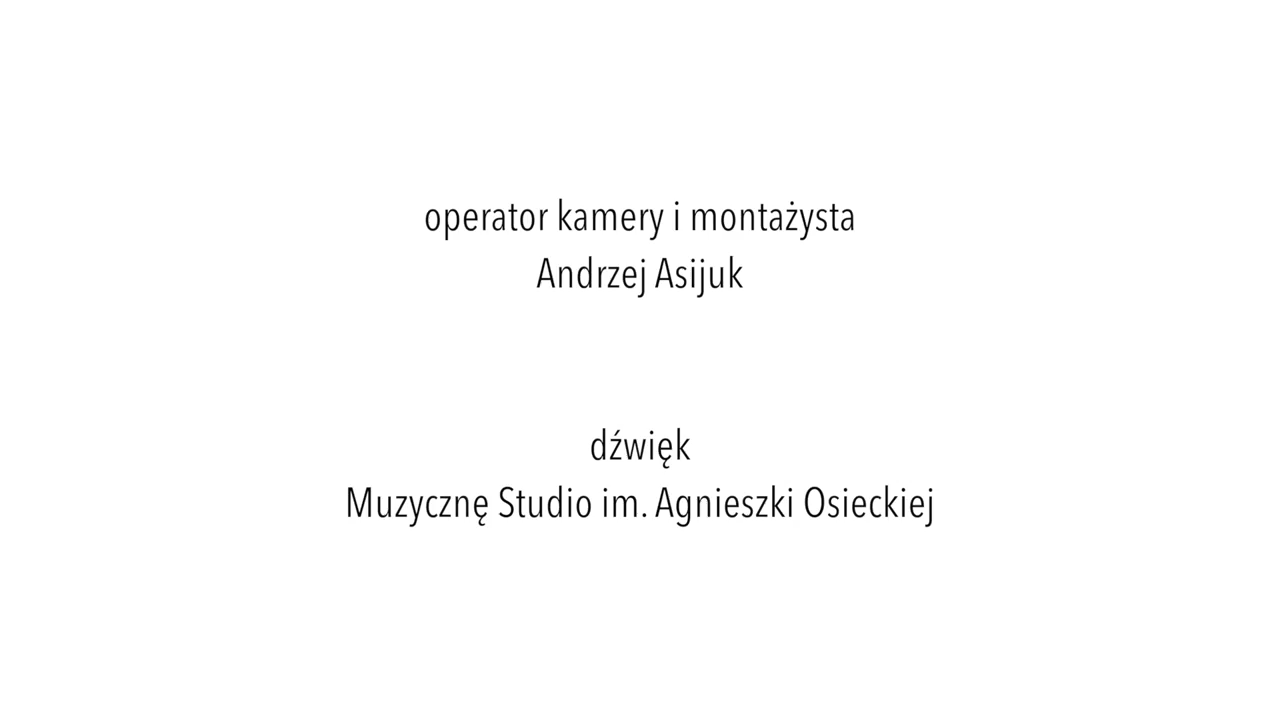 operator kamery i montażysta
Andrzej Asijuk
dźwięk
Muzycznę Studio im. Agnieszki Osieckiej